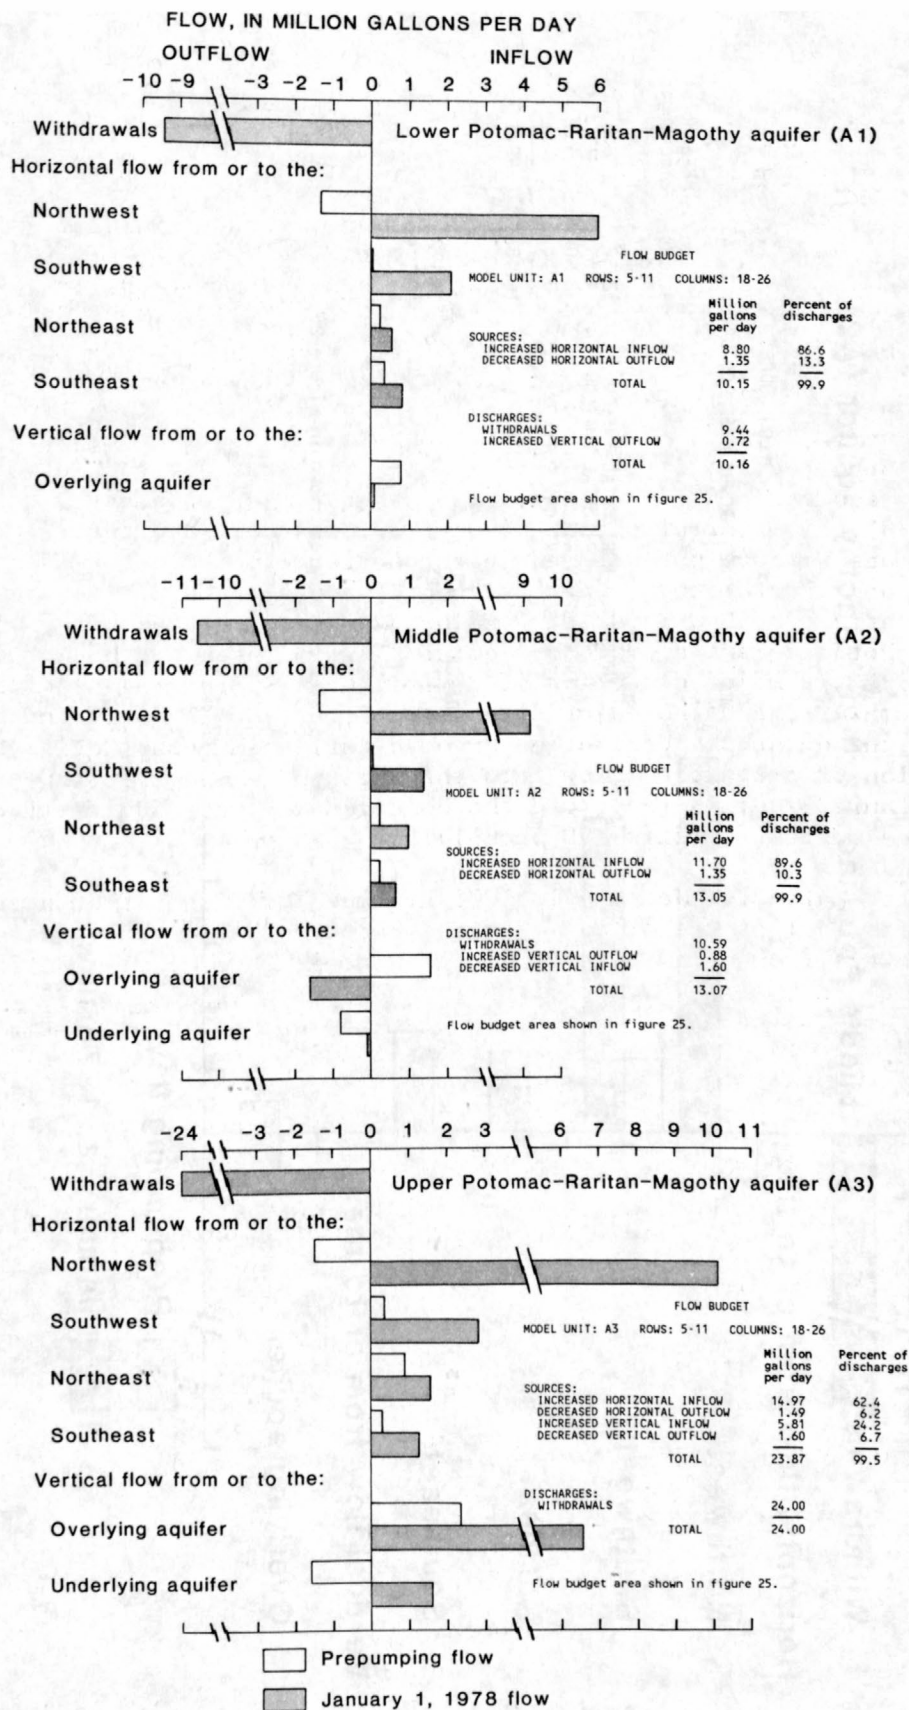 FLOW, IN MILLION GALLONS PER DAY
OUTFLOW INFLOW
-10 -9 -3 -2 -1 0 1 2 3 4 5 6
Withdrawals Lower Potomac-Raritan-Magothy aquifer (A1)
Horizontal flow from or to the:
Northwest
Southwest
FLOW BUDGET
MODEL UNIT: A1 ROWS: 5-11 COLUMNS: 18-26
Northeast
Million gallons per day Percent of discharges
SOURCES:
INCREASED HORIZONTAL INFLOW 8.80 86.6
DECREASED HORIZONTAL OUTFLOW 1.35 13.3
Southeast
TOTAL 10.15 99.9
DISCHARGES:
WITHDRAWALS 9.44
INCREASED VERTICAL OUTFLOW 0.72
Vertical flow from or to the:
TOTAL 10.16
Overlying aquifer
Flow budget area shown in figure 25.
-11 -10 -2 -1 0 1 2 9 10
Withdrawals Middle Potomac-Raritan-Magothy aquifer (A2)
Horizontal flow from or to the:
Northwest
Southwest
FLOW BUDGET
MODEL UNIT: A2 ROWS: 5-11 COLUMNS: 18-26
Northeast
Million gallons per day Percent of discharges
SOURCES:
INCREASED HORIZONTAL INFLOW 11.70 89.6
DECREASED HORIZONTAL OUTFLOW 1.35 10.3
Southeast
TOTAL 13.05 99.9
Vertical flow from or to the:
DISCHARGES:
WITHDRAWALS 10.59
INCREASED VERTICAL OUTFLOW 0.88
DECREASED VERTICAL INFLOW 1.60
Overlying aquifer
TOTAL 13.07
Underlying aquifer
Flow budget area shown in figure 25.
-24 -3 -2 -1 0 1 2 3 6 7 8 9 10 11
Withdrawals Upper Potomac-Raritan-Magothy aquifer (A3)
Horizontal flow from or to the:
Northwest
Southwest
FLOW BUDGET
MODEL UNIT: A3 ROWS: 5-11 COLUMNS: 18-26
Northeast
Million gallons per day Percent of discharges
SOURCES:
INCREASED HORIZONTAL INFLOW 14.97 62.4
DECREASED HORIZONTAL OUTFLOW 1.49 6.2
INCREASED VERTICAL INFLOW 5.81 24.2
DECREASED VERTICAL OUTFLOW 1.60 6.7
Southeast
TOTAL 23.87 99.5
Vertical flow from or to the:
DISCHARGES:
WITHDRAWALS 24.00
Overlying aquifer
TOTAL 24.00
Underlying aquifer
Flow budget area shown in figure 25.
Prepumping flow
January 1, 1978 flow